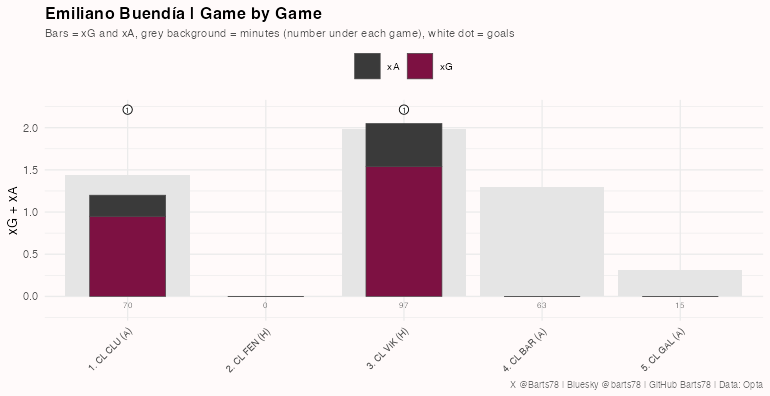 Emiliano Buendía | Game by Game
Bars = xG and xA, grey background = minutes (number under each game), white dot = goals
xA xG
1 1
xG + xA
2.0
1.5
1.0
0.5
0.0
70 0 97 63 15
1. CL CLU (A)
2. CL FEN (H)
3. CL VIK (H)
4. CL BAR (A)
5. CL GAL (A)
X @Barts78 | Bluesky @barts78 | GitHub Barts78 | Data: Opta